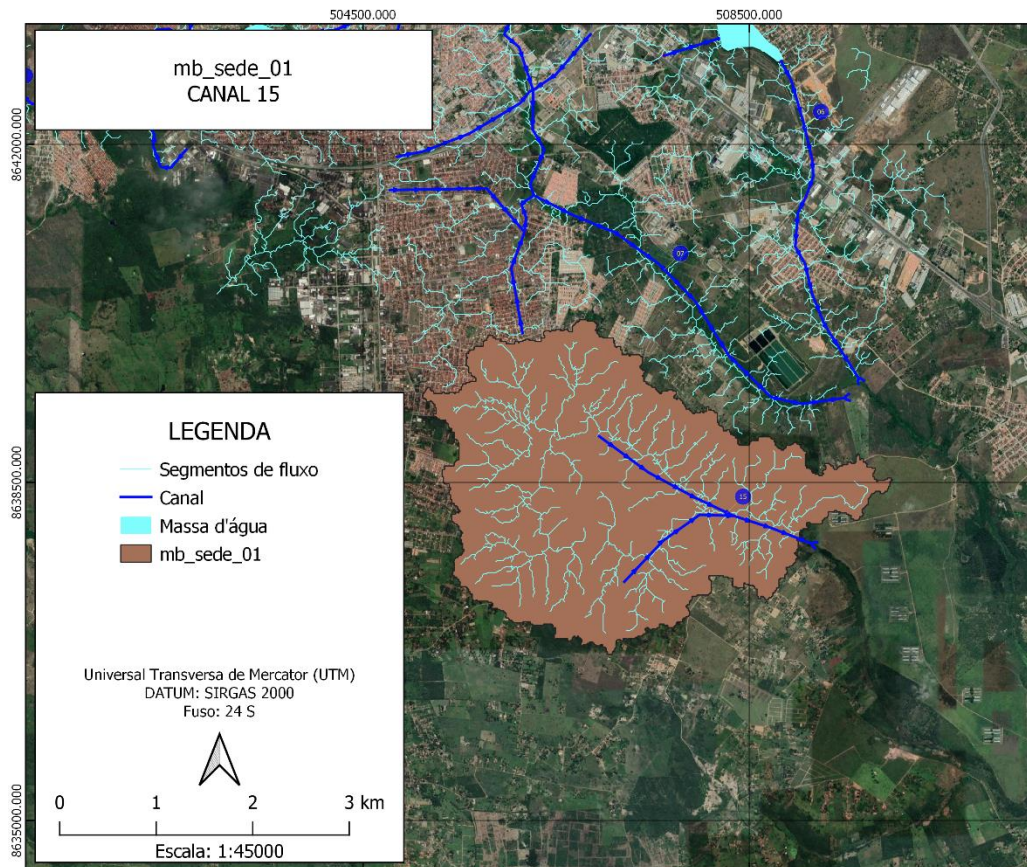 504500.000
508500.000
mb_sede_01
CANAL 15
8642000.000
06
07
LEGENDA
Segmentos de fluxo
Canal
Massa d'água
mb_sede_01
8638500.000
15
Universal Transversa de Mercator (UTM)
DATUM: SIRGAS 2000
Fuso: 24 S
0 1 2 3 km
Escala: 1:45000
8635000.000